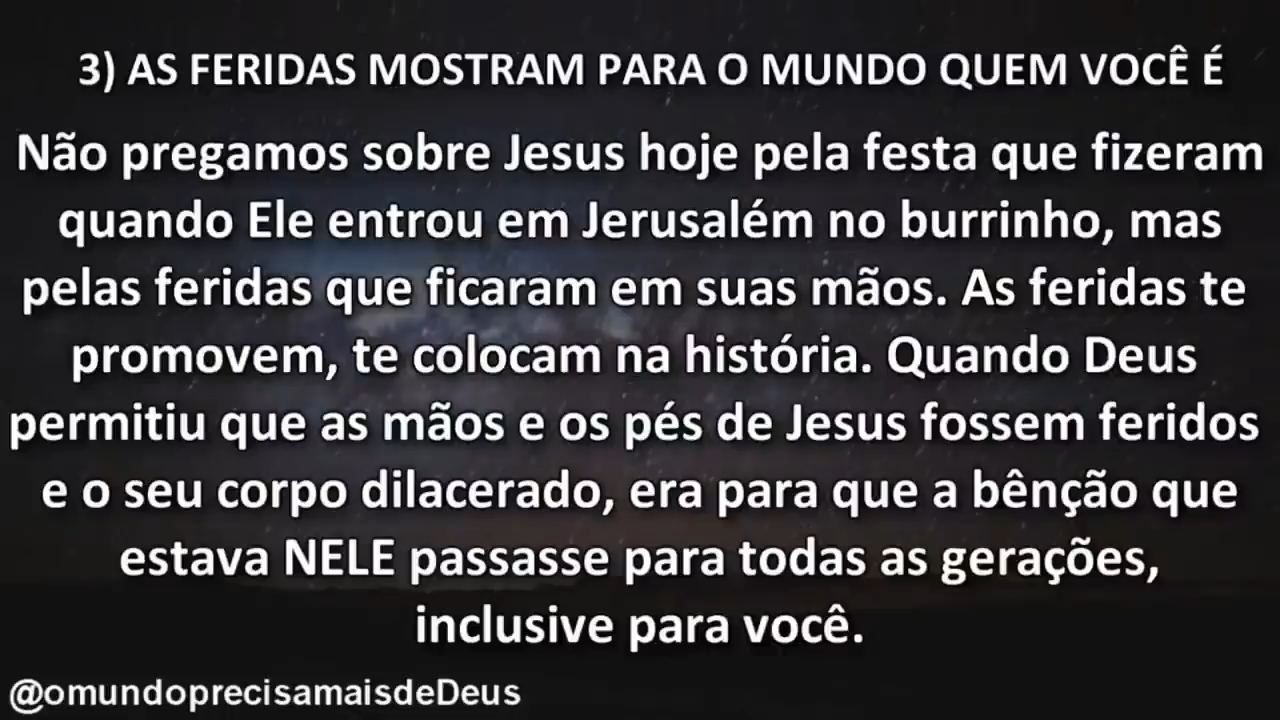 3) AS FERIDAS MOSTRAM PARA O MUNDO QUEM VOCÊ É
Não pregamos sobre Jesus hoje pela festa que fizeram
quando Ele entrou em Jerusalém no burrinho, mas
pelas feridas que ficaram em suas mãos. As feridas te
promovem, te colocam na história. Quando Deus
permitiu que as mãos e os pés de Jesus fossem feridos
e o seu corpo dilacerado, era para que a bênção que
estava NELE passasse para todas as gerações,
inclusive para você.
@omundoprecisamaisdeDeus